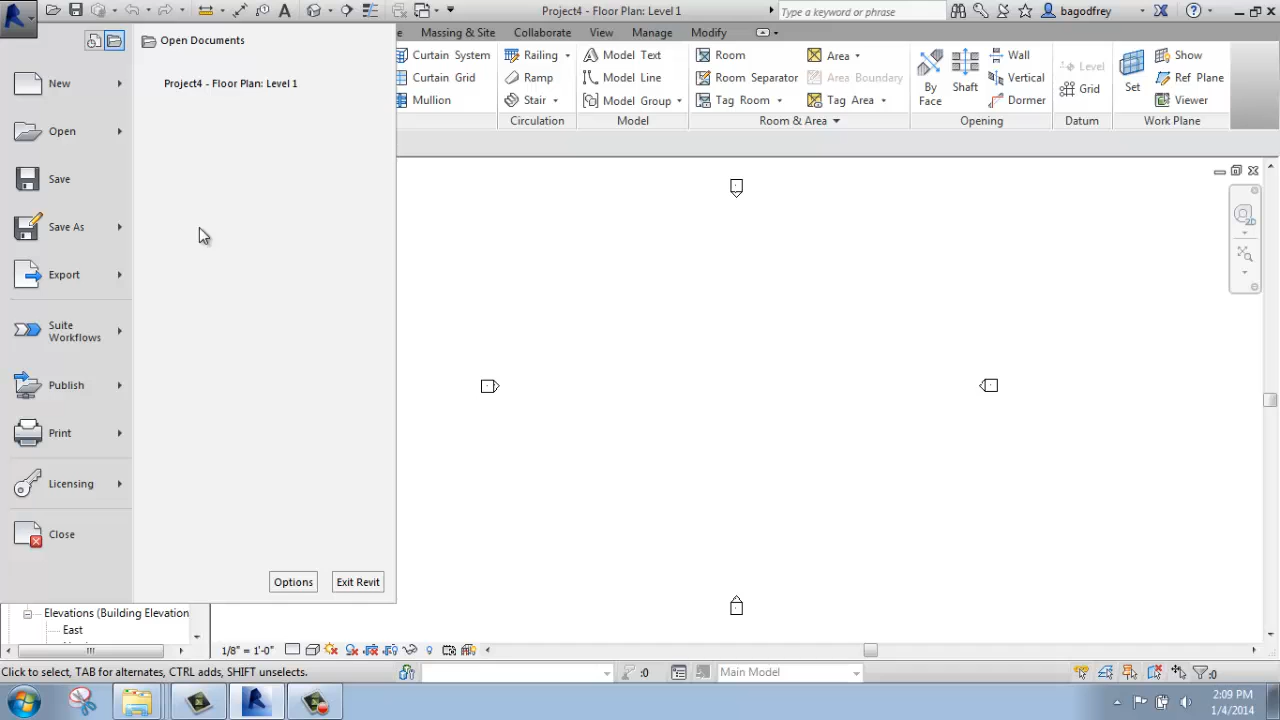 Project4 - Floor Plan: Level 1
Type a keyword or phrase
bagodfrey
Massing & Site
Collaborate
View
Manage
Modify
Open Documents
Project4 - Floor Plan: Level 1
New
Open
Save
Save As
Export
Suite
Workflows
Publish
Print
Licensing
Close
Options
Exit Revit
Curtain System
Curtain Grid
Mullion
Railing
Ramp
Stair
Circulation
Model Text
Model Line
Model Group
Model
Room
Room Separator
Tag Room
Area
Area Boundary
Tag Area
Room & Area
By
Face
Shaft
Wall
Vertical
Dormer
Opening
Level
Grid
Datum
Set
Show
Ref Plane
Viewer
Work Plane
2D
Elevations (Building Elevation
East
1/8" = 1'-0"
Click to select, TAB for alternates, CTRL adds, SHIFT unselects.
:0
Main Model
:0
2:09 PM
1/4/2014